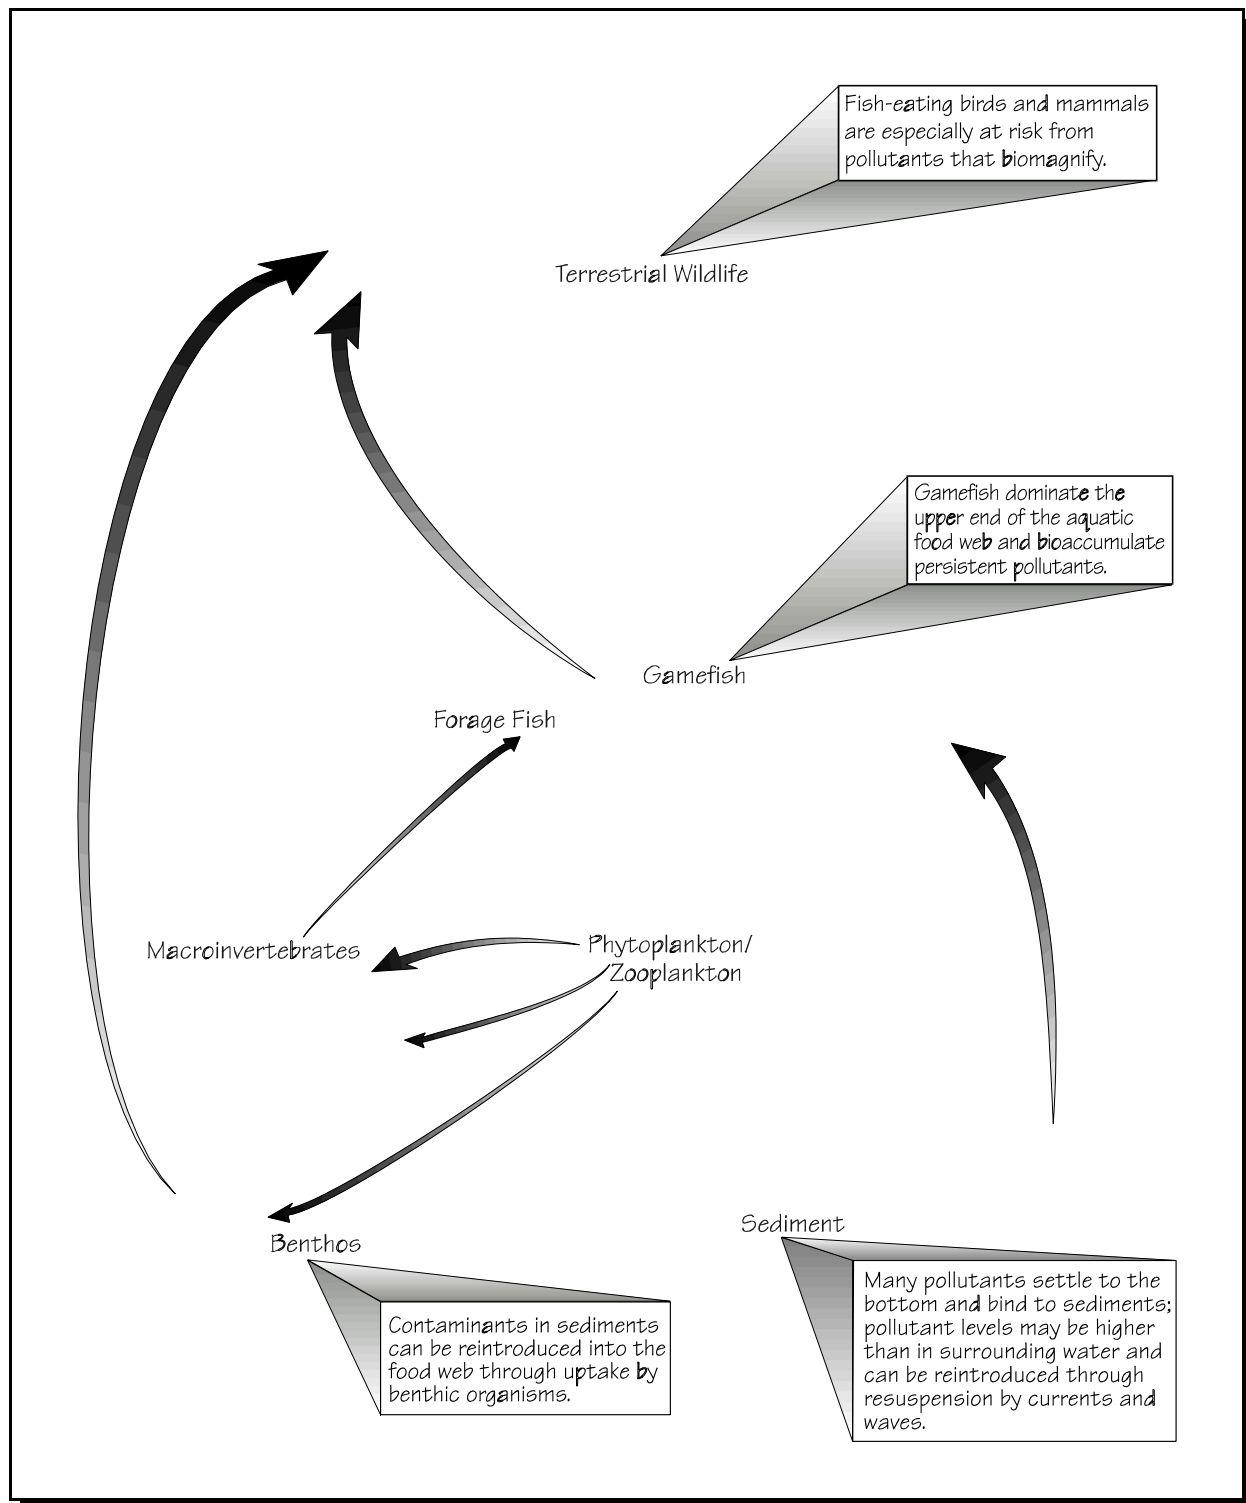 Fish-eating birds and mammals
are especially at risk from
pollutants that biomagnify.
Terrestrial Wildlife
Gamefish dominate the
upper end of the aquatic
food web and bioaccumulate
persistent pollutants.
Gamefish
Forage Fish
Macroinvertebrates
Phytoplankton/
Zooplankton
Benthos
Contaminants in sediments
can be reintroduced into the
food web through uptake by
benthic organisms.
Sediment
Many pollutants settle to the
bottom and bind to sediments;
pollutant levels may be higher
than in surrounding water and
can be reintroduced through
resuspension by currents and
waves.